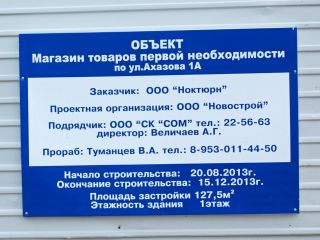 ОБЪЕКТ
Магазин товаров первой необходимости
по ул.Ахазова 1А
Заказчик: ООО "Ноктюрн"
Проектная организация: ООО "Новострой"
Подрядчик: ООО "СК "СОМ" тел.: 22-56-63
директор: Величаев А.Г.
Прораб: Туманцев В.А. тел.: 8-953-011-44-50
Начало строительства: 20.08.2013г.
Окончание строительства: 15.12.2013г.
Площадь застройки 127,5м²
Этажность здания 1этаж